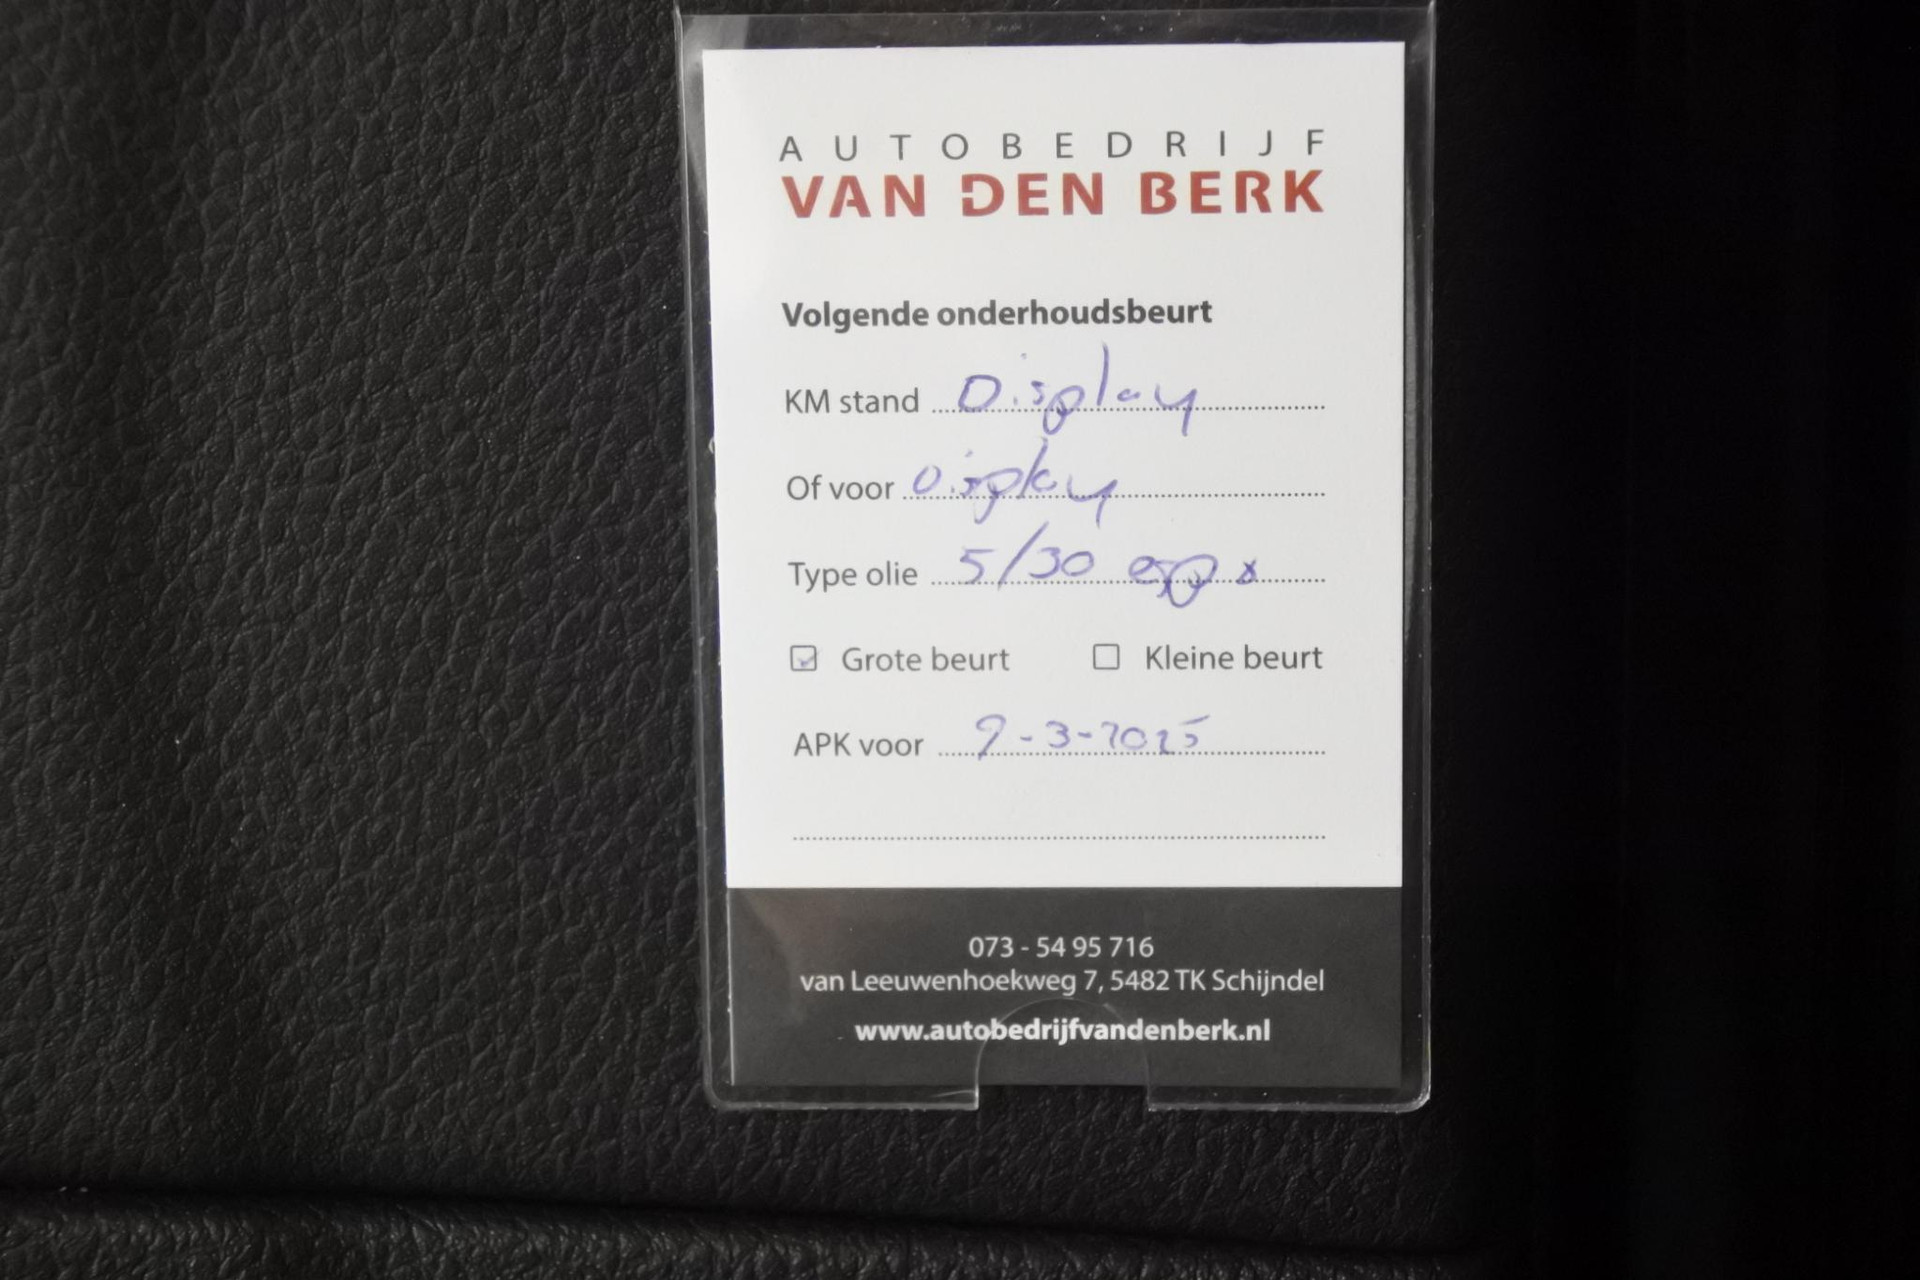 AUTOBEDRIJF
VAN DEN BERK
Volgende onderhoudsbeurt
KM stand Display
Of voor Display
Type olie 5/30
Grote beurt Kleine beurt
APK voor 9-3-2025
073 - 54 95 716
van Leeuwenhoekweg 7, 5482 TK Schijndel
www.autobedrijfvandenberk.nl